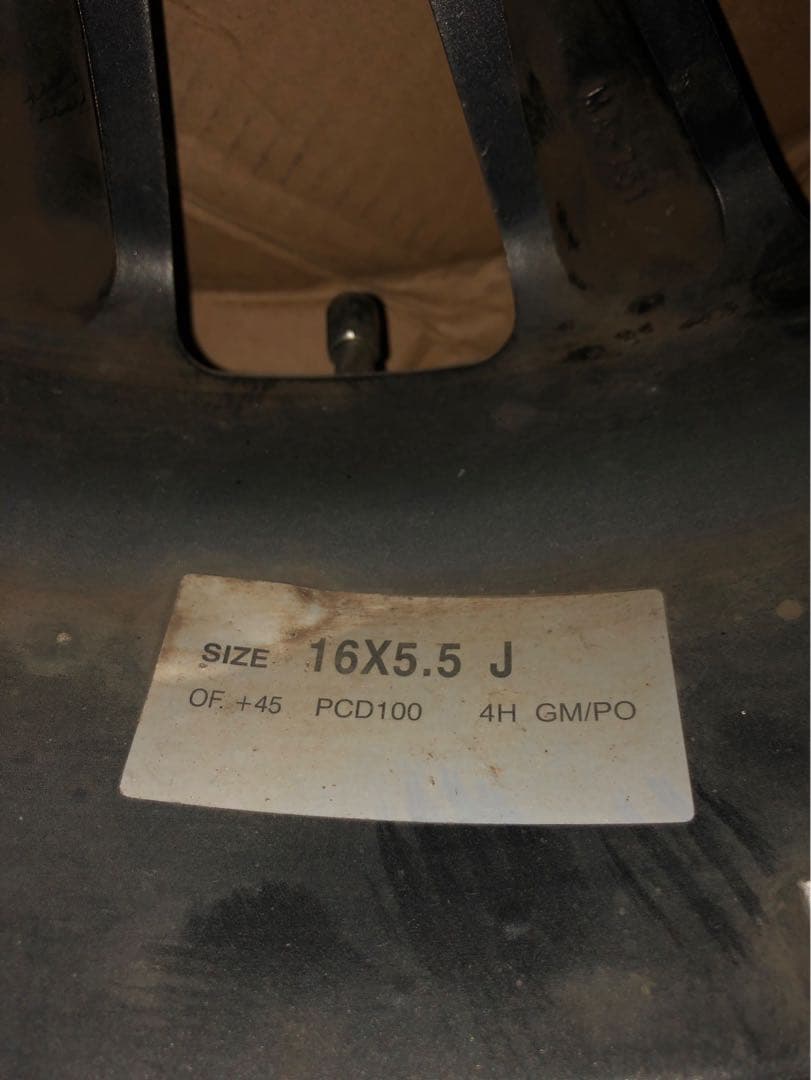 SIZE 16X5.5 J
OF. +45 PCD100 4H GM/PO